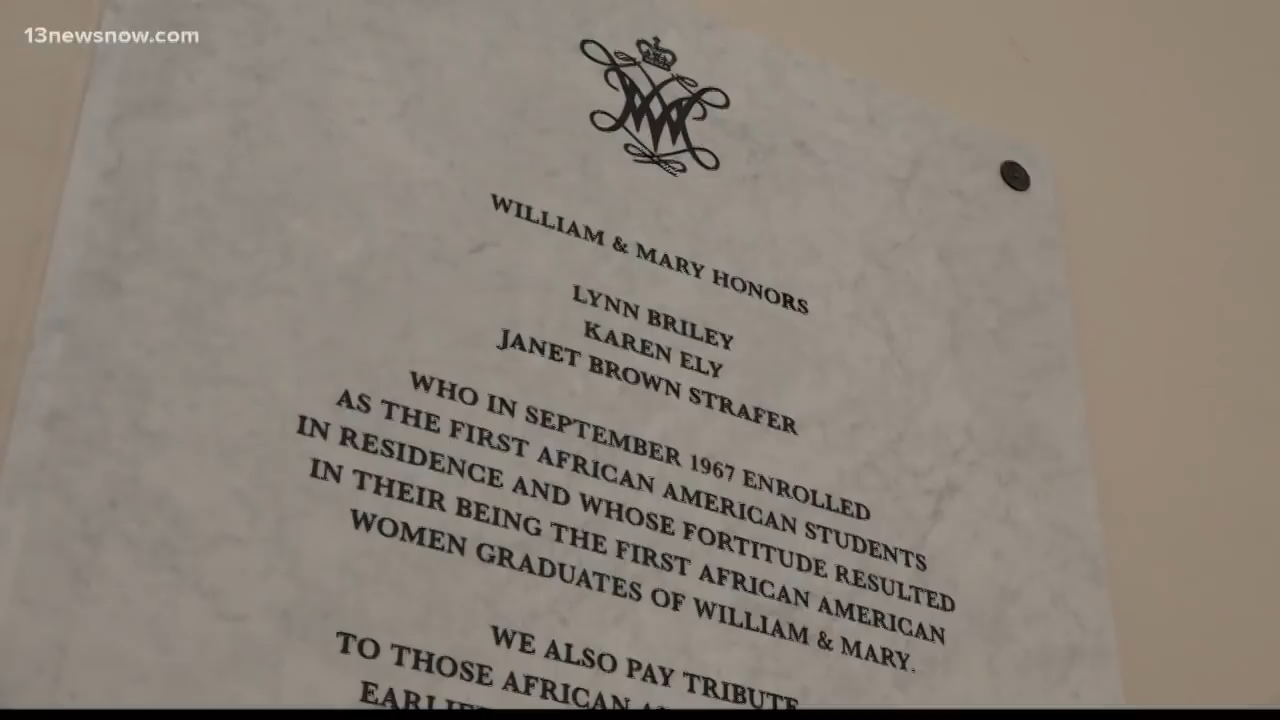 13newsnow.com
WILLIAM & MARY HONORS
LYNN BRILEY
KAREN ELY
JANET BROWN STRAFER
WHO IN SEPTEMBER 1967 ENROLLED
AS THE FIRST AFRICAN AMERICAN STUDENTS
IN RESIDENCE AND WHOSE FORTITUDE RESULTED
IN THEIR BEING THE FIRST AFRICAN AMERICAN
WOMEN GRADUATES OF WILLIAM & MARY.
WE ALSO PAY TRIBUTE
TO THOSE AFRICAN